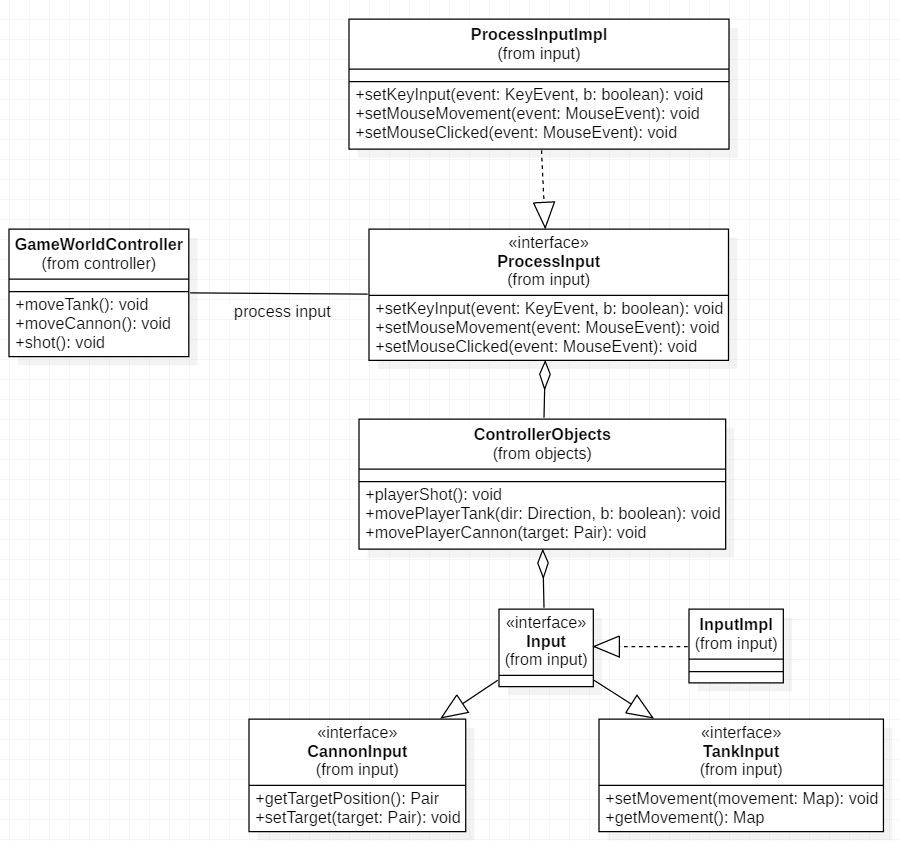 ProcessInputImpl
(from input)
+setKeyInput(event: KeyEvent, b: boolean): void
+setMouseMovement(event: MouseEvent): void
+setMouseClicked(event: MouseEvent): void
GameWorldController
(from controller)
+moveTank(): void
+moveCannon(): void
+shot(): void
process input
«interface»
ProcessInput
(from input)
+setKeyInput(event: KeyEvent, b: boolean): void
+setMouseMovement(event: MouseEvent): void
+setMouseClicked(event: MouseEvent): void
ControllerObjects
(from objects)
+playerShot(): void
+movePlayerTank(dir: Direction, b: boolean): void
+movePlayerCannon(target: Pair): void
«interface»
Input
(from input)
InputImpl
(from input)
«interface»
CannonInput
(from input)
+getTargetPosition(): Pair
+setTarget(target: Pair): void
«interface»
TankInput
(from input)
+setMovement(movement: Map): void
+getMovement(): Map